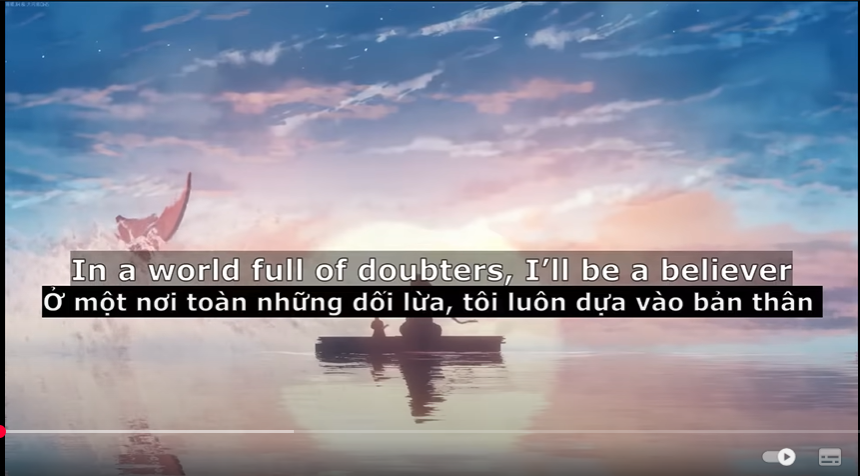 In a world full of doubters, I’ll be a believer
Ở một nơi toàn những dối lừa, tôi luôn dựa vào bản thân